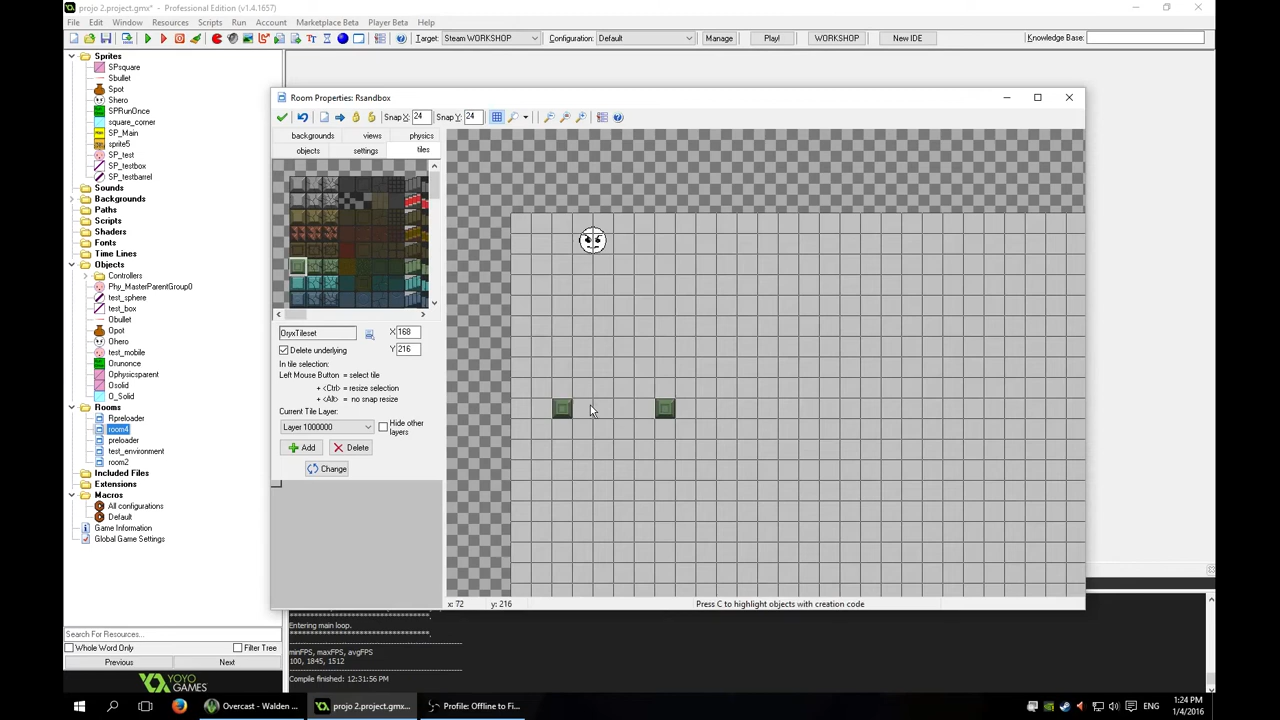 projo 2.project.gmx* - Professional Edition (v1.4.1657)
File Edit Window Resources Scripts Run Account Marketplace Beta Player Beta Help
Target: Steam WORKSHOP Configuration: Default Manage Play! WORKSHOP New IDE Knowledge Base:
Sprites
SPsquare
Sbullet
Spot
Shero
SPRunOnce
square_corner
SP_Main
sprite5
SP_test
SP_testbox
SP_testbarrel
Sounds
Backgrounds
Paths
Scripts
Shaders
Fonts
Time Lines
Objects
Controllers
Phy_MasterParentGroup0
test_sphere
test_box
Obullet
Opot
Ohero
test_mobile
Orunonce
Ophysicsparent
Osolid
O_Solid
Rooms
Rpreloader
room4
preloader
test_environment
room2
Included Files
Extensions
Macros
All configurations
Default
Game Information
Global Game Settings
Search For Resources...
Whole Word Only Filter Tree
Previous Next
YOYO
GAMES
Room Properties: Rsandbox
Snap X: 24 Snap Y: 24
backgrounds views physics
objects settings tiles
OryxTileset X 168
Delete underlying Y 216
In tile selection:
Left Mouse Button = select tile
+ <Ctrl> = resize selection
+ <Alt> = no snap resize
Current Tile Layer:
Layer 1000000 Hide other layers
Add Delete
Change
x: 72 y: 216 Press C to highlight objects with creation code
Entering main loop.
minFPS, maxFPS, avgFPS
100, 1845, 1512
Compile finished: 12:31:56 PM
Overcast - Walden ... projo 2.project.gmx... Profile: Offline to Fi... ENG 1:24 PM
1/4/2016